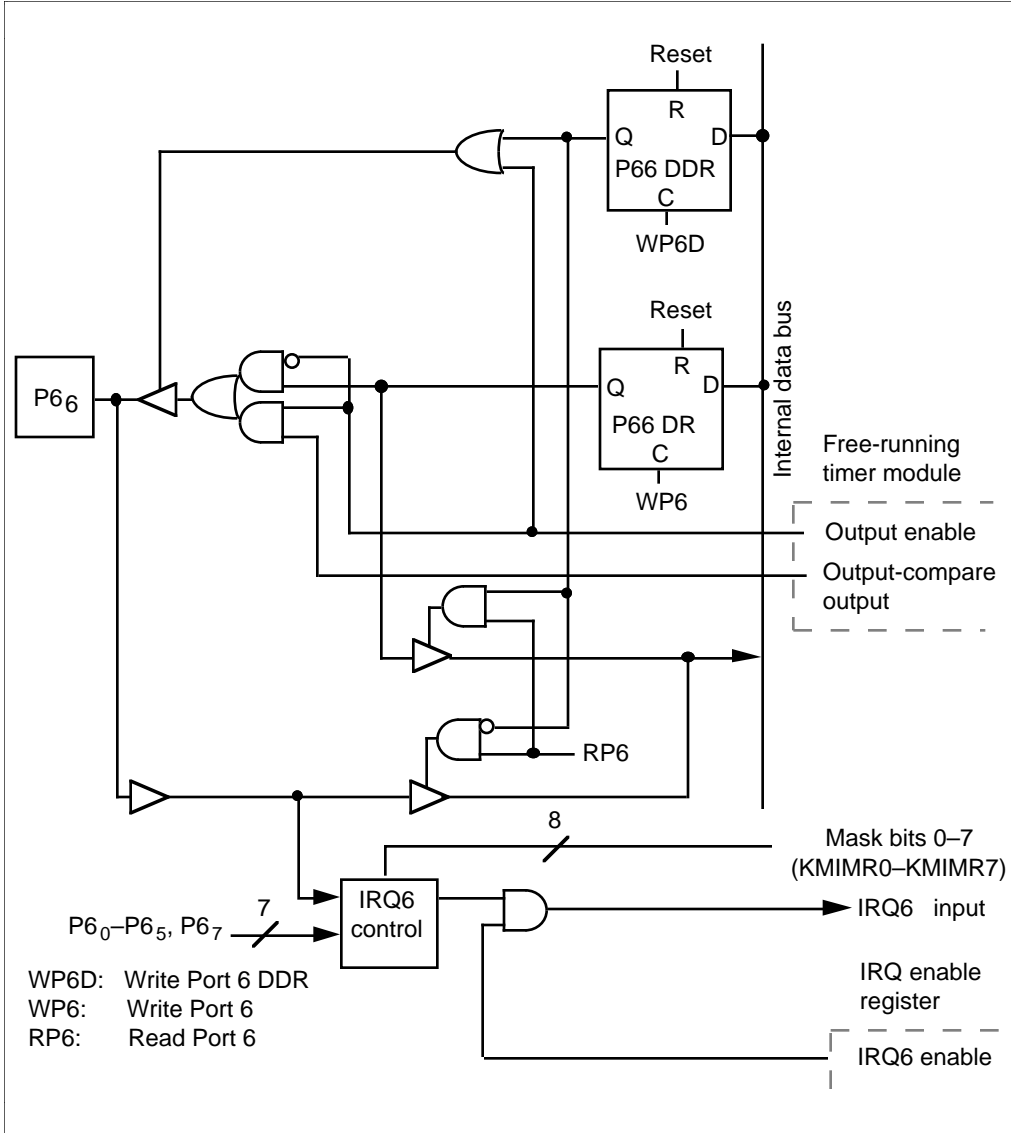 Reset
R
Q
D
P66 DDR
C
WP6D
Reset
R
Q
D
P66 DR
C
WP6
Internal data bus
P6₆
Free-running
timer module
Output enable
Output-compare
output
RP6
8
Mask bits 0–7
(KMIMR0–KMIMR7)
IRQ6
control
IRQ6 input
7
P6₀–P6₅, P6₇
WP6D: Write Port 6 DDR
WP6: Write Port 6
RP6: Read Port 6
IRQ enable
register
IRQ6 enable